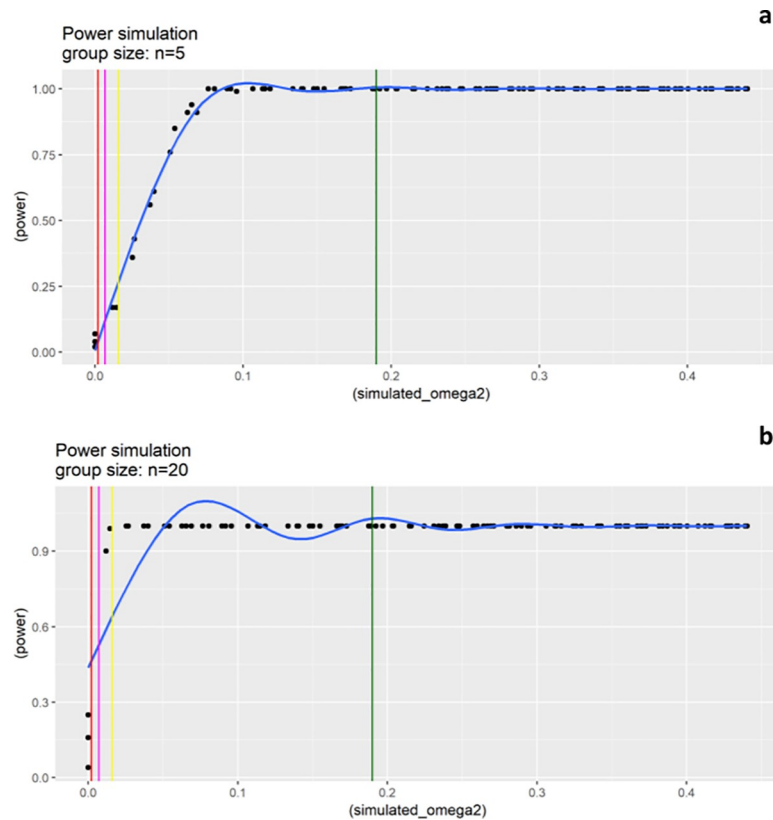 a
Power simulation
group size: n=5
1.00
0.75
0.50
0.25
0.00
(power)
0.0 0.1 0.2 0.3 0.4
(simulated_omega2)
b
Power simulation
group size: n=20
0.9
0.6
0.3
0.0
(power)
0.0 0.1 0.2 0.3 0.4
(simulated_omega2)